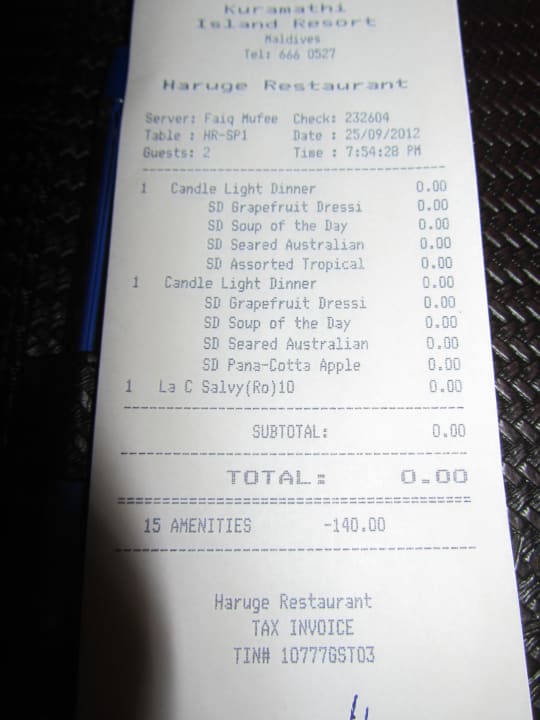 Kuramathi
Island Resort
Maldives
Tel: 666 0527
Haruge Restaurant
Server: Faiq Mufee Check: 232604
Table : HR-SP1 Date : 25/09/2012
Guests: 2 Time : 7:54:28 PM
1 Candle Light Dinner 0.00
SD Grapefruit Dressi 0.00
SD Soup of the Day 0.00
SD Seared Australian 0.00
SD Assorted Tropical 0.00
1 Candle Light Dinner 0.00
SD Grapefruit Dressi 0.00
SD Soup of the Day 0.00
SD Seared Australian 0.00
SD Pana-Cotta Apple 0.00
1 La C Salvy(Ro)10 0.00
SUBTOTAL: 0.00
TOTAL: 0.00
15 AMENITIES -140.00
Haruge Restaurant
TAX INVOICE
TIN# 10777GST03